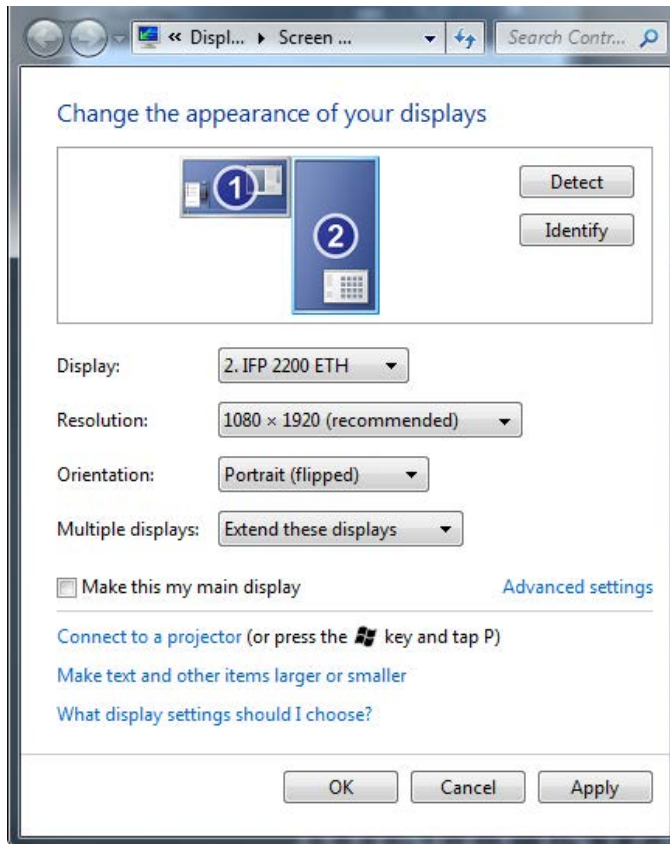 « Displ... ▸ Screen ... Search Contr...
Change the appearance of your displays
1 2
Detect
Identify
Display: 2. IFP 2200 ETH
Resolution: 1080 × 1920 (recommended)
Orientation: Portrait (flipped)
Multiple displays: Extend these displays
Make this my main display Advanced settings
Connect to a projector (or press the key and tap P)
Make text and other items larger or smaller
What display settings should I choose?
OK Cancel Apply